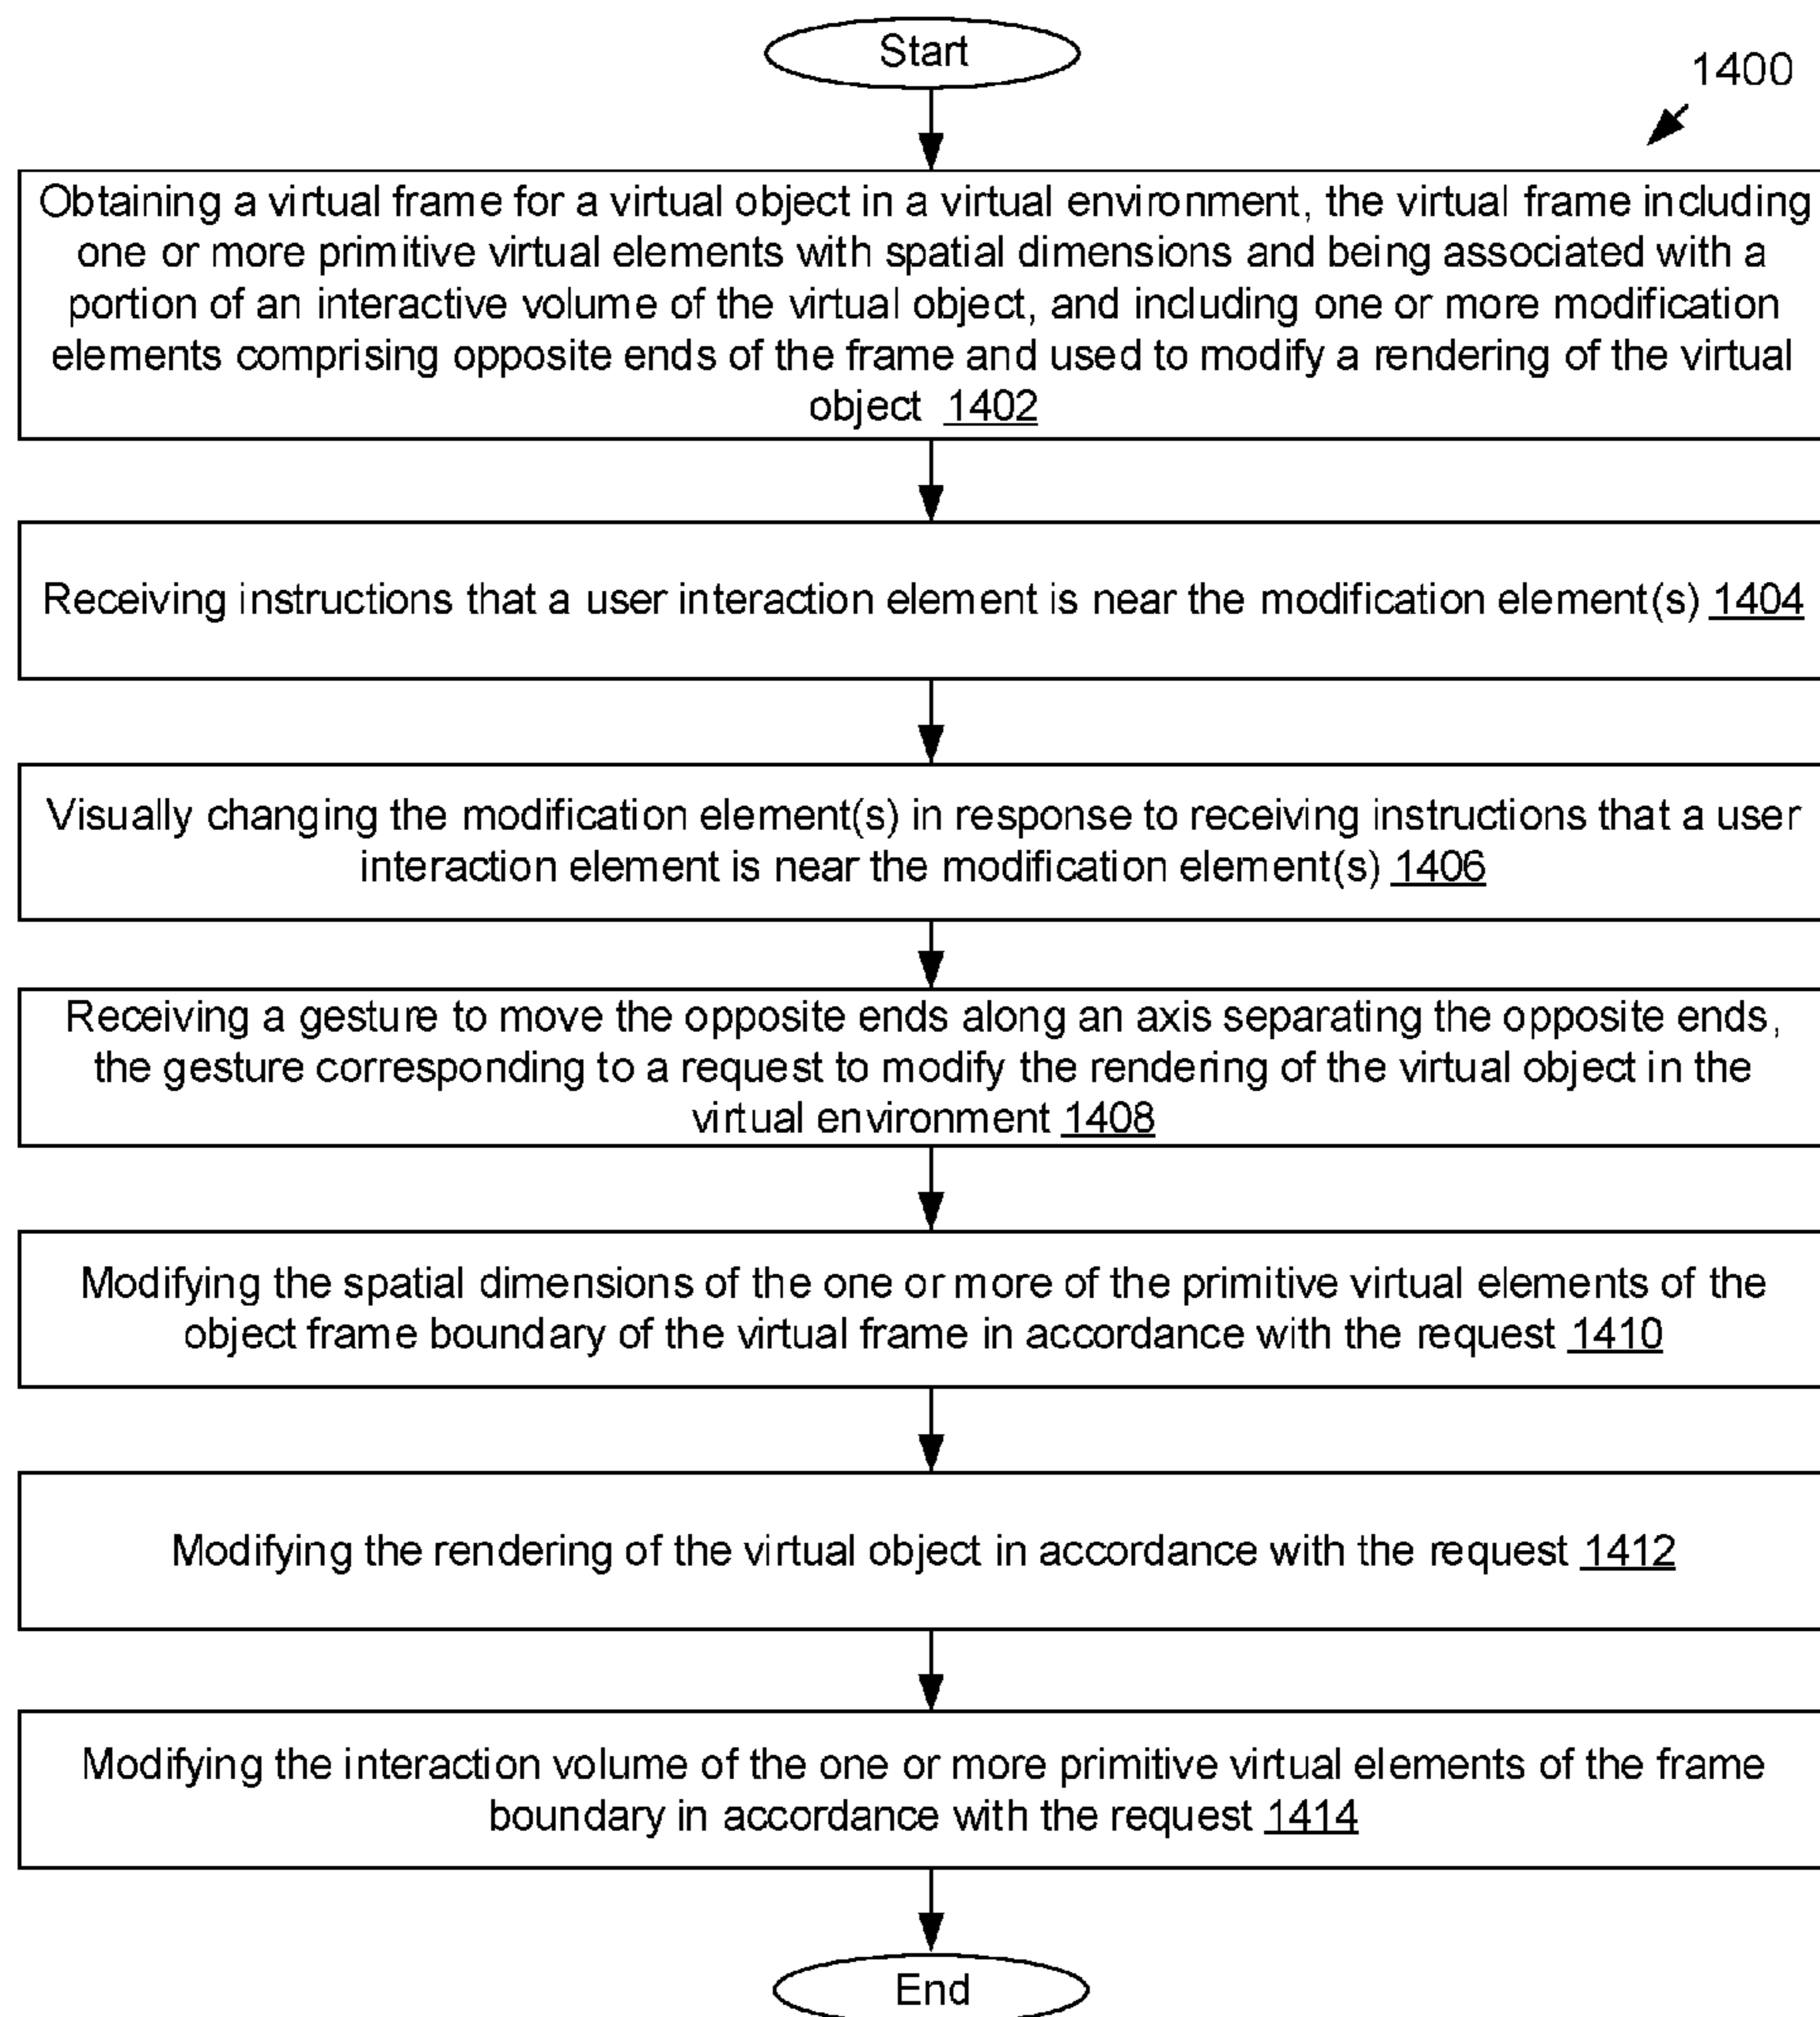 Start
1400
Obtaining a virtual frame for a virtual object in a virtual environment, the virtual frame including
one or more primitive virtual elements with spatial dimensions and being associated with a
portion of an interactive volume of the virtual object, and including one or more modification
elements comprising opposite ends of the frame and used to modify a rendering of the virtual
object 1402
Receiving instructions that a user interaction element is near the modification element(s) 1404
Visually changing the modification element(s) in response to receiving instructions that a user
interaction element is near the modification element(s) 1406
Receiving a gesture to move the opposite ends along an axis separating the opposite ends,
the gesture corresponding to a request to modify the rendering of the virtual object in the
virtual environment 1408
Modifying the spatial dimensions of the one or more of the primitive virtual elements of the
object frame boundary of the virtual frame in accordance with the request 1410
Modifying the rendering of the virtual object in accordance with the request 1412
Modifying the interaction volume of the one or more primitive virtual elements of the frame
boundary in accordance with the request 1414
End